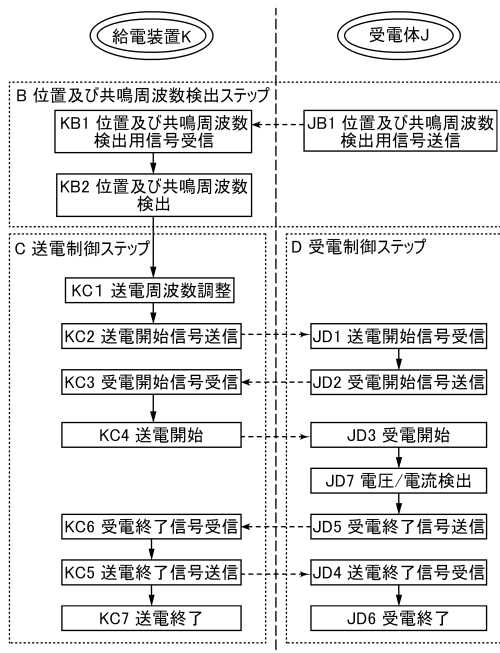 給電装置K
受電体J
B 位置及び共鳴周波数検出ステップ
KB1 位置及び共鳴周波数
検出用信号受信
JB1 位置及び共鳴周波数
検出用信号送信
KB2 位置及び共鳴周波数
検出
C 送電制御ステップ
D 受電制御ステップ
KC1 送電周波数調整
KC2 送電開始信号送信
JD1 送電開始信号受信
KC3 受電開始信号受信
JD2 受電開始信号送信
KC4 送電開始
JD3 受電開始
JD7 電圧/電流検出
KC6 受電終了信号受信
JD5 受電終了信号送信
KC5 送電終了信号送信
JD4 送電終了信号受信
KC7 送電終了
JD6 受電終了